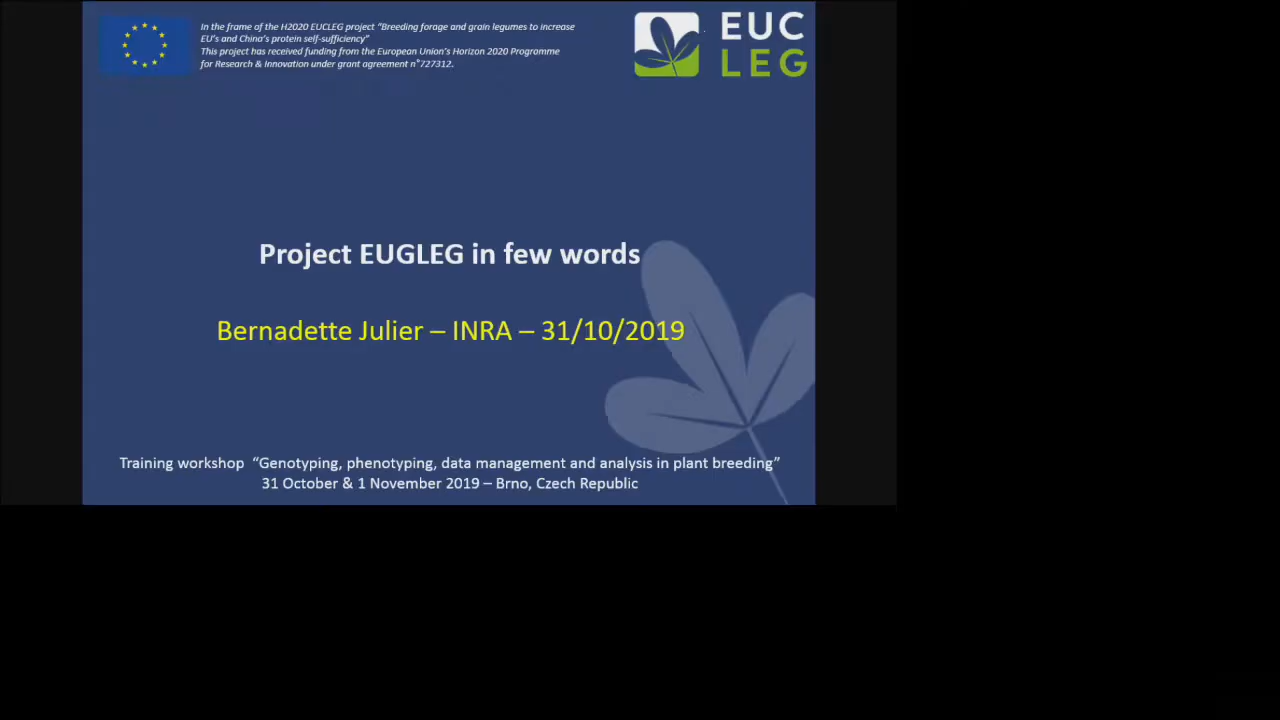 In the frame of the H2020 EUCLEG project “Breeding forage and grain legumes to increase
EU's and China's protein self-sufficiency”
This project has received funding from the European Union's Horizon 2020 Programme
for Research & Innovation under grant agreement n°727312.
EUC
LEG
Project EUGLEG in few words
Bernadette Julier – INRA – 31/10/2019
Training workshop “Genotyping, phenotyping, data management and analysis in plant breeding”
31 October & 1 November 2019 – Brno, Czech Republic